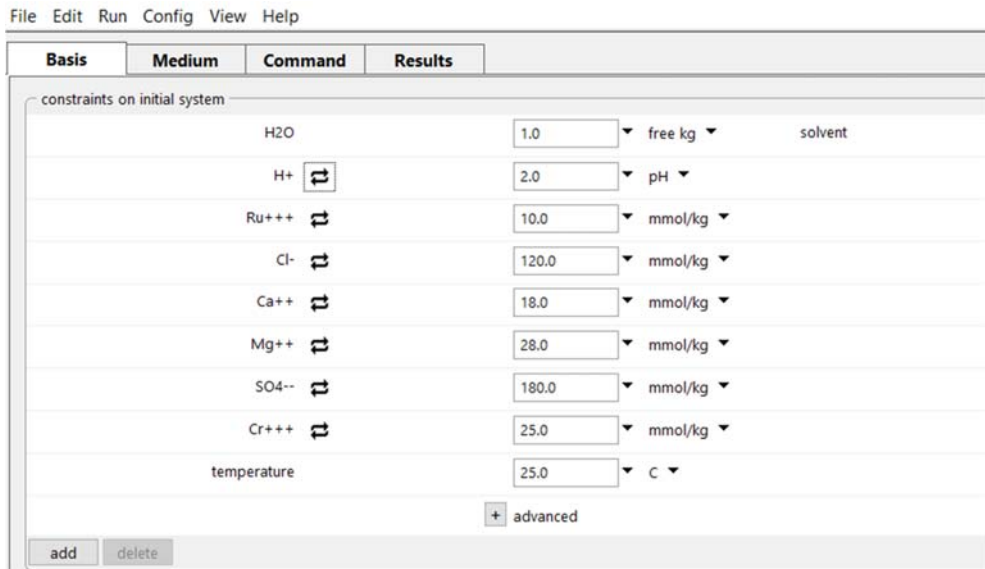 File Edit Run Config View Help
Basis Medium Command Results
constraints on initial system
H2O 1.0 free kg solvent
H+ 2.0 pH
Ru+++ 10.0 mmol/kg
Cl- 120.0 mmol/kg
Ca++ 18.0 mmol/kg
Mg++ 28.0 mmol/kg
SO4-- 180.0 mmol/kg
Cr+++ 25.0 mmol/kg
temperature 25.0 C
+ advanced
add delete